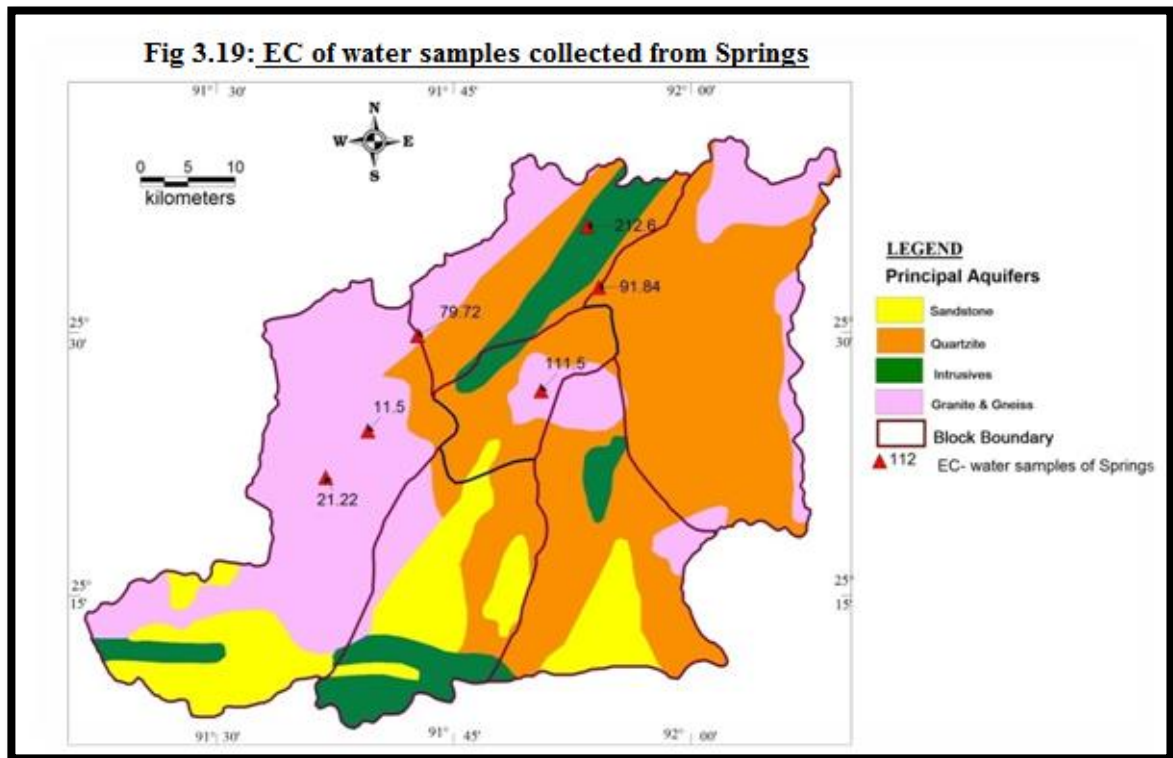 Fig 3.19: EC of water samples collected from Springs
91° 30'
91° 45'
92° 00'
N
W E
S
0 5 10
kilometers
212.6
91.84
79.72
111.5
11.5
21.22
25°
30'
25°
30'
25°
15'
25°
15'
91° 30'
91° 45'
92° 00'
LEGEND
Principal Aquifers
Sandstone
Quartzite
Intrusives
Granite & Gneiss
Block Boundary
112 EC- water samples of Springs